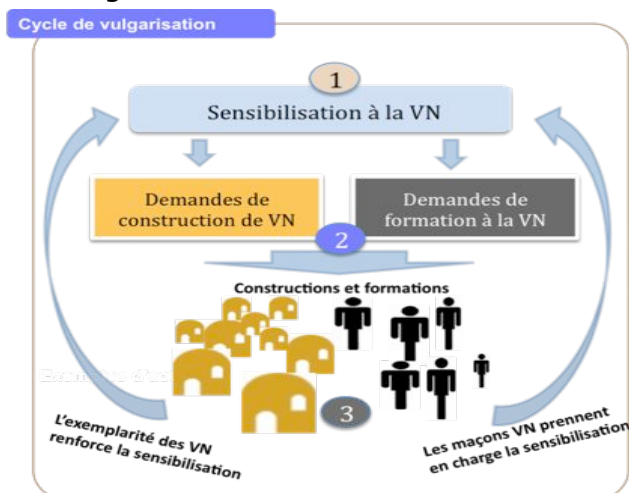 Cycle de vulgarisation
1
Sensibilisation à la VN
Demandes de
construction de VN
Demandes de
formation à la VN
2
Constructions et formations
3
L'exemplarité des VN
renforce la sensibilisation
Les maçons VN prennent
en charge la sensibilisation